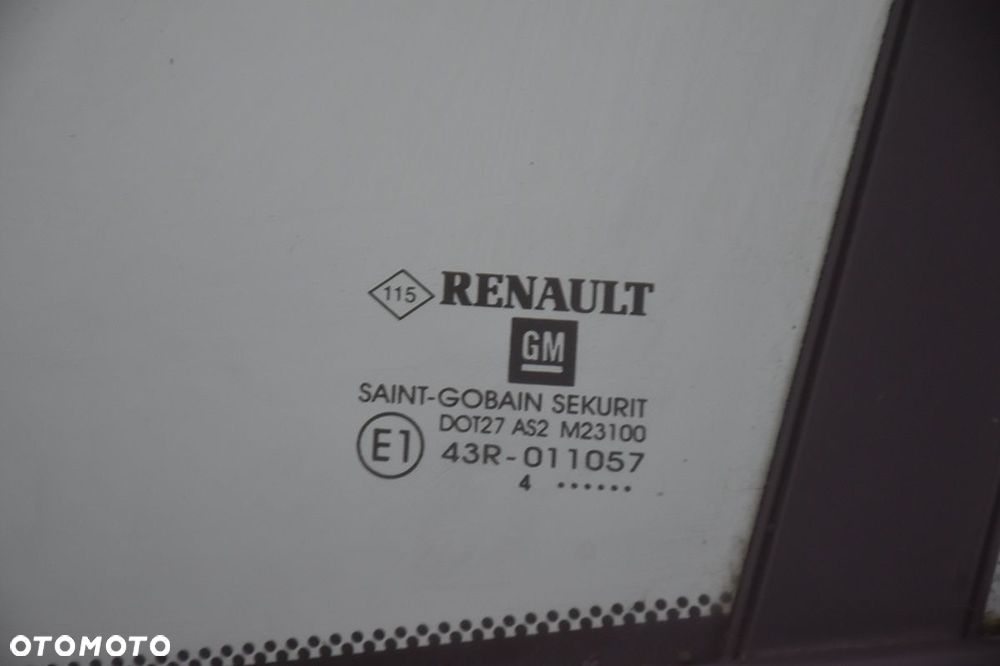 115 RENAULT
GM
SAINT-GOBAIN SEKURIT
DOT27 AS2 M23100
E1 43R-011057
4 ......
OTOMOTO